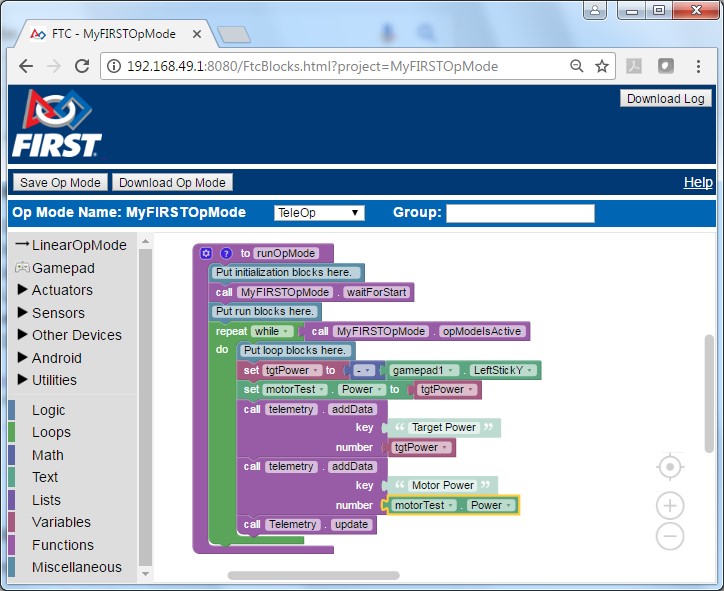 FTC - MyFIRSTOpMode
192.168.49.1:8080/FtcBlocks.html?project=MyFIRSTOpMode
Download Log
FIRST
Save Op Mode Download Op Mode Help
Op Mode Name: MyFIRSTOpMode TeleOp Group:
LinearOpMode
Gamepad
Actuators
Sensors
Other Devices
Android
Utilities
Logic
Loops
Math
Text
Lists
Variables
Functions
Miscellaneous
? to runOpMode
Put initialization blocks here.
call MyFIRSTOpMode . waitForStart
Put run blocks here.
repeat while call MyFIRSTOpMode . opModeIsActive
do Put loop blocks here.
set tgtPower to - gamepad1 . LeftStickY
set motorTest . Power to tgtPower
call telemetry . addData
key “ Target Power ”
number tgtPower
call telemetry . addData
key “ Motor Power ”
number motorTest . Power
call Telemetry . update